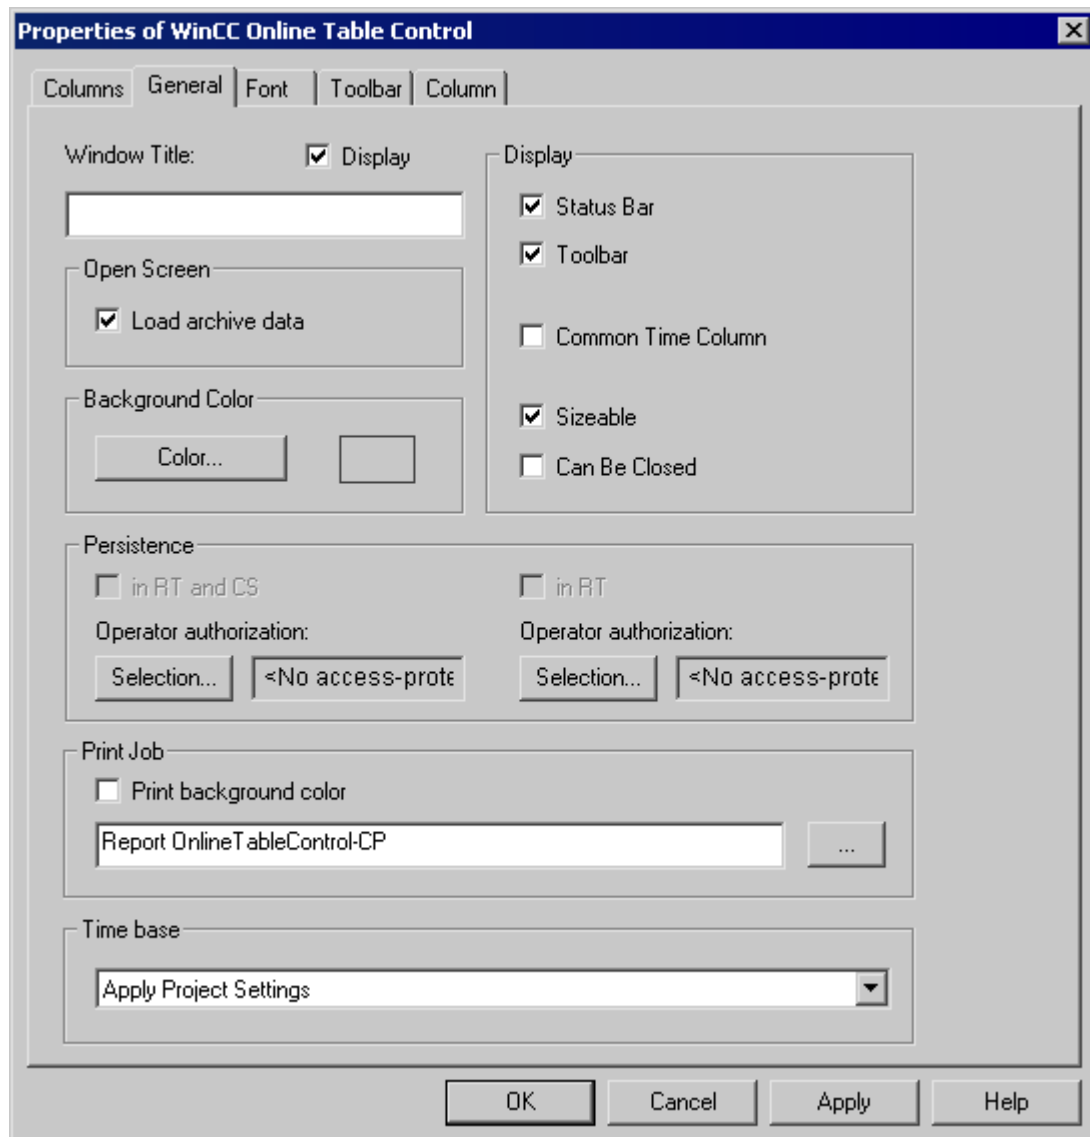 Properties of WinCC Online Table Control
Columns General Font Toolbar Column
Window Title: Display
Open Screen
Load archive data
Background Color
Color...
Display
Status Bar
Toolbar
Common Time Column
Sizeable
Can Be Closed
Persistence
in RT and CS in RT
Operator authorization: Operator authorization:
Selection... <No access-prote Selection... <No access-prote
Print Job
Print background color
Report OnlineTableControl-CP ...
Time base
Apply Project Settings
OK Cancel Apply Help